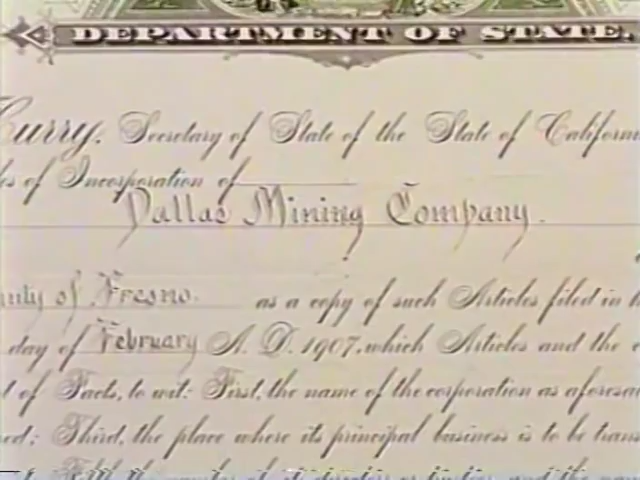 DEPARTMENT OF STATE.
Curry, Secretary of State of the State of Californ
les of Incorporation of
Dallas Mining Company.
unty of Fresno. as a copy of such Articles filed in
day of February A. D. 1907, which Articles and the
t of Facts, to wit: First, the name of the corporation as aforesa
ed; Third, the place where its principal business is to be trans